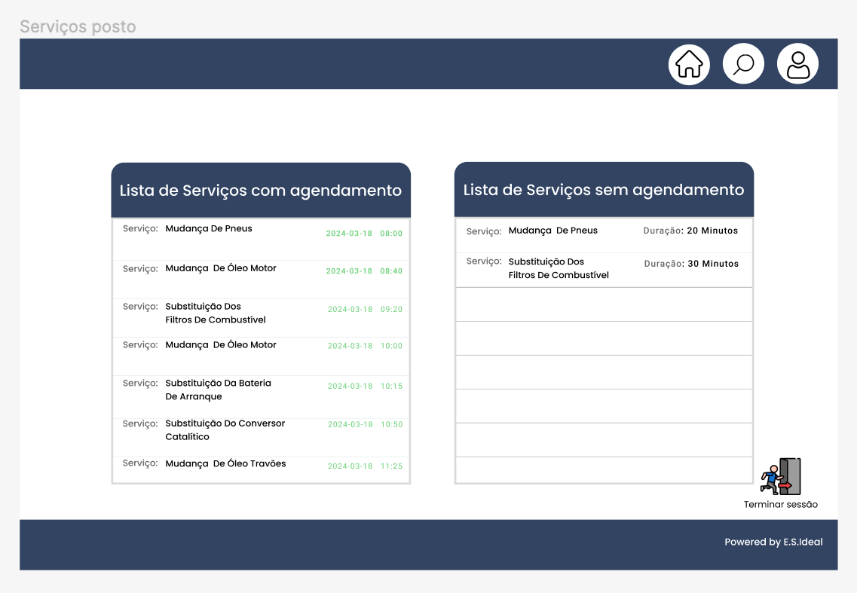 Serviços posto
Lista de Serviços com agendamento
Serviço: Mudança De Pneus 2024-03-18 08:00
Serviço: Mudança De Óleo Motor 2024-03-18 08:40
Serviço: Substituição Dos 2024-03-18 09:20
Filtros De Combustível
Serviço: Mudança De Óleo Motor 2024-03-18 10:00
Serviço: Substituição Da Bateria 2024-03-18 10:15
De Arranque
Serviço: Substituição Do Conversor 2024-03-18 10:50
Catalítico
Serviço: Mudança De Óleo Travões 2024-03-18 11:25
Lista de Serviços sem agendamento
Serviço: Mudança De Pneus Duração: 20 Minutos
Serviço: Substituição Dos Duração: 30 Minutos
Filtros De Combustível
Terminar sessão
Powered by E.S.Ideal